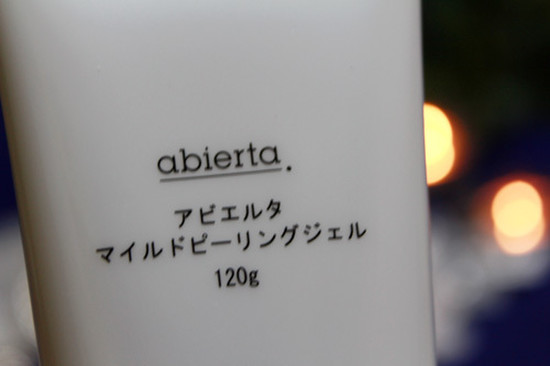 abierta.
アビエルタ
マイルドピーリングジェル
120g